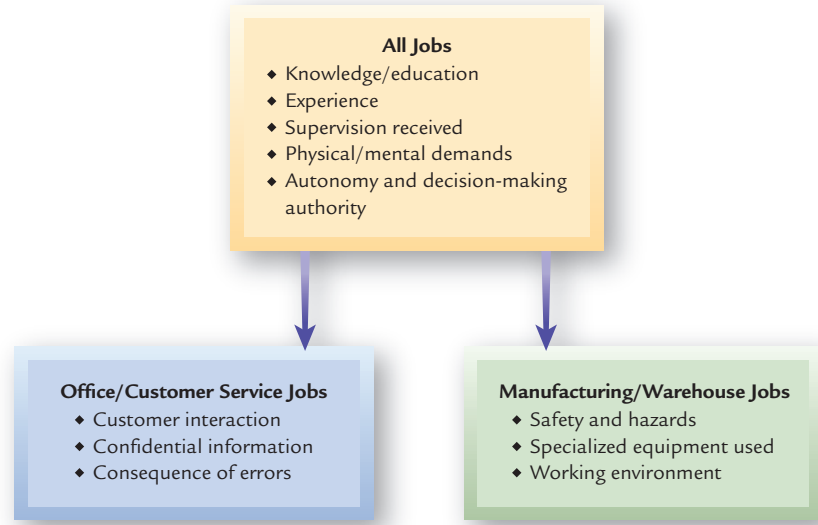 All Jobs
◆ Knowledge/education
◆ Experience
◆ Supervision received
◆ Physical/mental demands
◆ Autonomy and decision-making
authority
Office/Customer Service Jobs
◆ Customer interaction
◆ Confidential information
◆ Consequence of errors
Manufacturing/Warehouse Jobs
◆ Safety and hazards
◆ Specialized equipment used
◆ Working environment